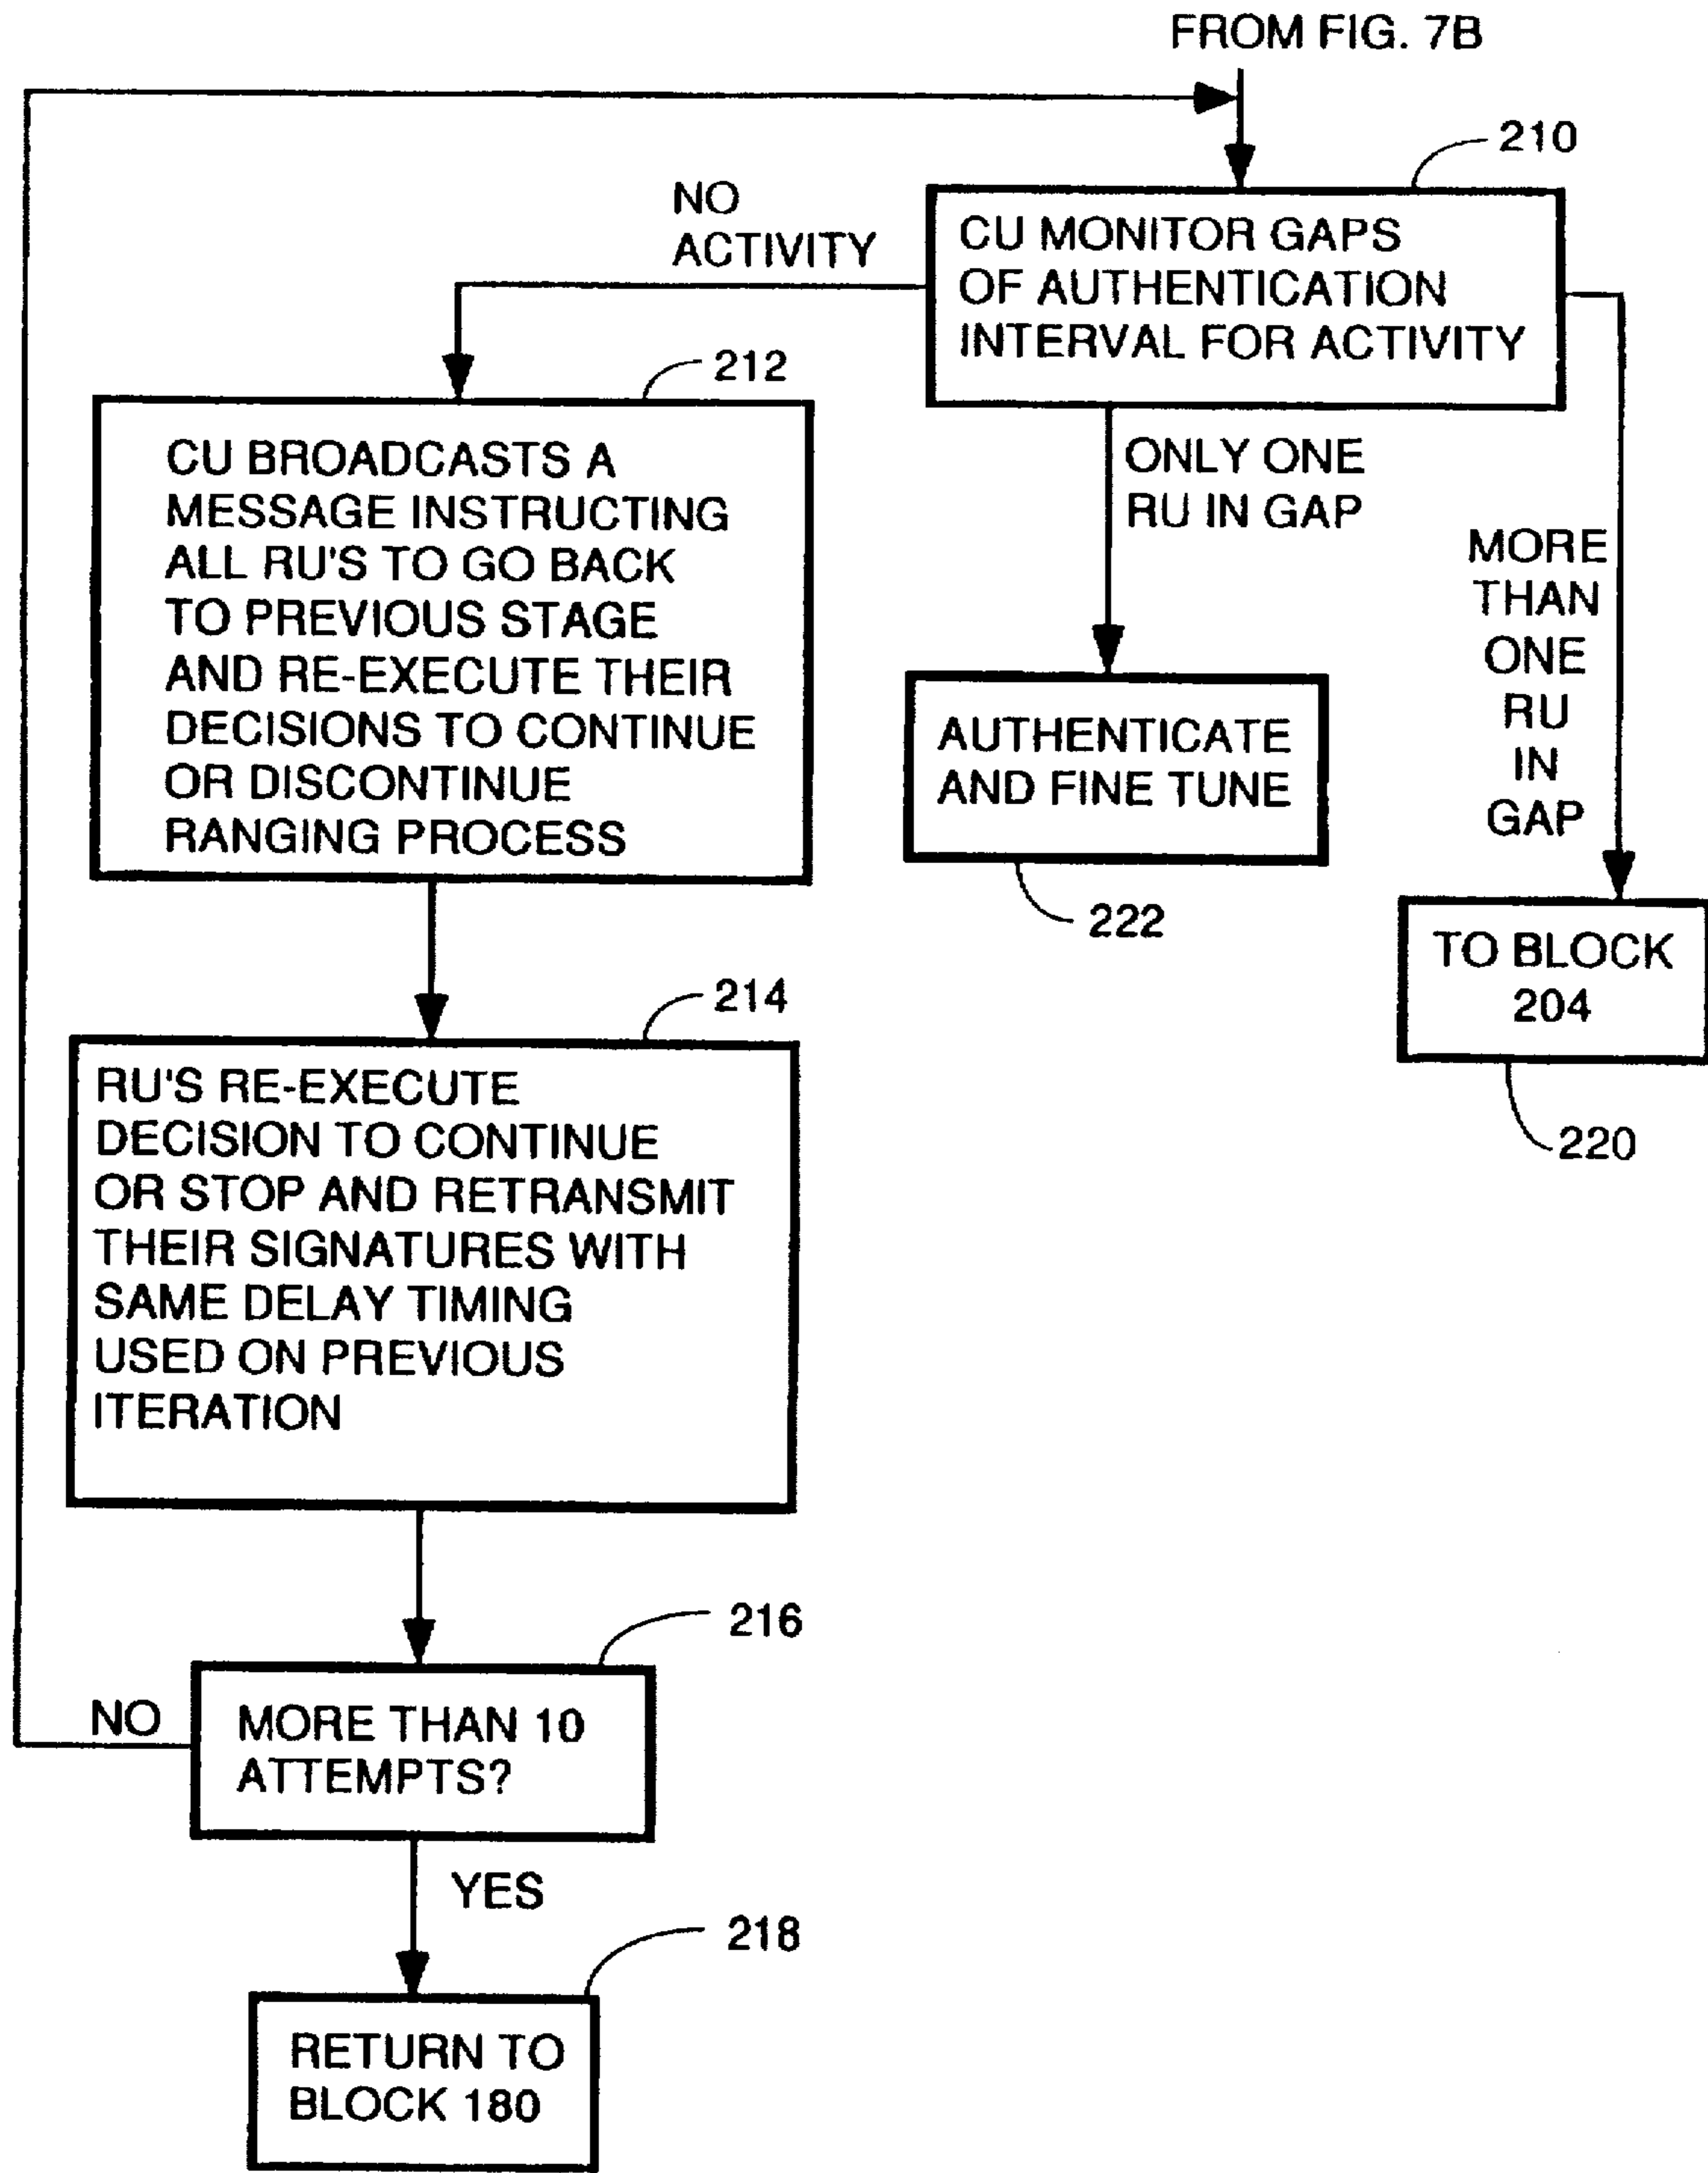 FROM FIG. 7B
210
NO
ACTIVITY
CU MONITOR GAPS
OF AUTHENTICATION
INTERVAL FOR ACTIVITY
212
CU BROADCASTS A
MESSAGE INSTRUCTING
ALL RU'S TO GO BACK
TO PREVIOUS STAGE
AND RE-EXECUTE THEIR
DECISIONS TO CONTINUE
OR DISCONTINUE
RANGING PROCESS
ONLY ONE
RU IN GAP
MORE
THAN
ONE
RU
IN
GAP
AUTHENTICATE
AND FINE TUNE
222
TO BLOCK
204
220
214
RU'S RE-EXECUTE
DECISION TO CONTINUE
OR STOP AND RETRANSMIT
THEIR SIGNATURES WITH
SAME DELAY TIMING
USED ON PREVIOUS
ITERATION
216
NO
MORE THAN 10
ATTEMPTS?
YES
218
RETURN TO
BLOCK 180